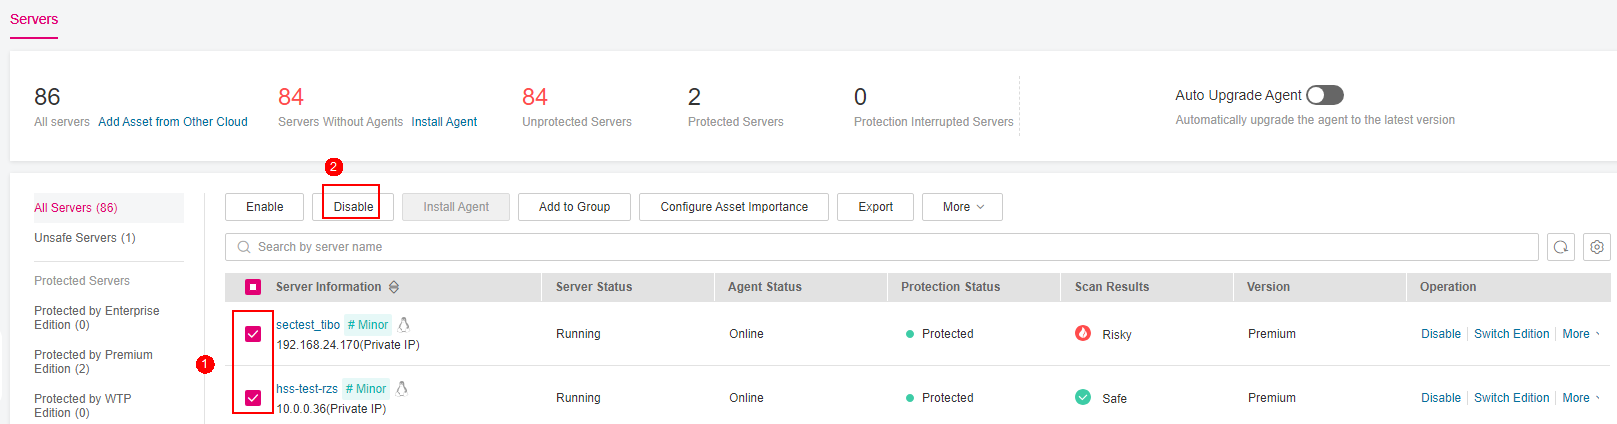 Servers
86
84
84
2
0
Auto Upgrade Agent
All servers Add Asset from Other Cloud
Servers Without Agents Install Agent
Unprotected Servers
Protected Servers
Protection Interrupted Servers
Automatically upgrade the agent to the latest version
2
All Servers (86)
Unsafe Servers (1)
Protected Servers
Protected by Enterprise
Edition (0)
Protected by Premium
Edition (2)
Protected by WTP
Edition (0)
Enable Disable Install Agent Add to Group Configure Asset Importance Export More
Search by server name
Server Information Server Status Agent Status Protection Status Scan Results Version Operation
1
sectest_tibo # Minor
192.168.24.170(Private IP)
Running Online Protected Risky Premium Disable Switch Edition More
hss-test-rzs # Minor
10.0.0.36(Private IP)
Running Online Protected Safe Premium Disable Switch Edition More